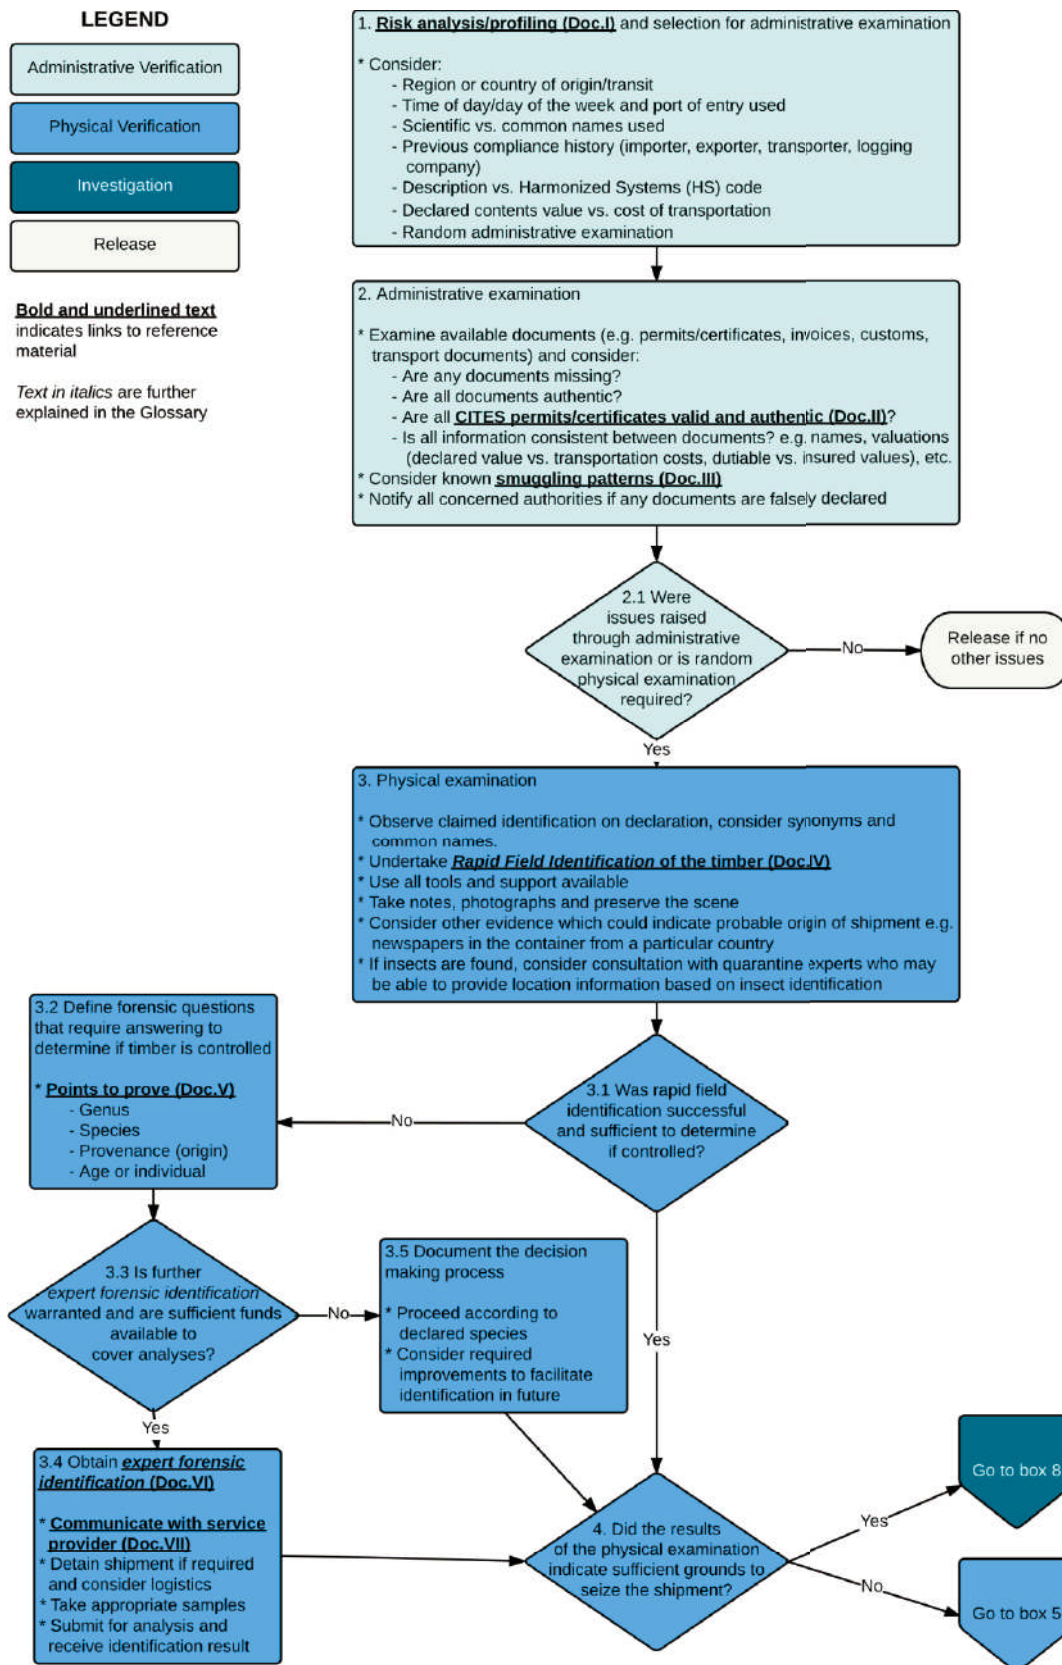 LEGEND
Administrative Verification
Physical Verification
Investigation
Release
Bold and underlined text
indicates links to reference
material
Text in italics are further
explained in the Glossary
1. Risk analysis/profiling (Doc.I) and selection for administrative examination
* Consider:
- Region or country of origin/transit
- Time of day/day of the week and port of entry used
- Scientific vs. common names used
- Previous compliance history (importer, exporter, transporter, logging
company)
- Description vs. Harmonized Systems (HS) code
- Declared contents value vs. cost of transportation
- Random administrative examination
2. Administrative examination
* Examine available documents (e.g. permits/certificates, invoices, customs,
transport documents) and consider:
- Are any documents missing?
- Are all documents authentic?
- Are all CITES permits/certificates valid and authentic (Doc.II)?
- Is all information consistent between documents? e.g. names, valuations
(declared value vs. transportation costs, dutiable vs. insured values), etc.
* Consider known smuggling patterns (Doc.III)
* Notify all concerned authorities if any documents are falsely declared
2.1 Were
issues raised
through administrative
examination or is random
physical examination
required?
No
Release if no
other issues
Yes
3. Physical examination
* Observe claimed identification on declaration, consider synonyms and
common names.
* Undertake Rapid Field Identification of the timber (Doc.IV)
* Use all tools and support available
* Take notes, photographs and preserve the scene
* Consider other evidence which could indicate probable origin of shipment e.g.
newspapers in the container from a particular country
* If insects are found, consider consultation with quarantine experts who may
be able to provide location information based on insect identification
3.1 Was rapid field
identification successful
and sufficient to determine
if controlled?
No
3.2 Define forensic questions
that require answering to
determine if timber is controlled
* Points to prove (Doc.V)
- Genus
- Species
- Provenance (origin)
- Age or individual
3.3 Is further
expert forensic identification
warranted and are sufficient funds
available to
cover analyses?
No
3.5 Document the decision
making process
* Proceed according to
declared species
* Consider required
improvements to facilitate
identification in future
Yes
Yes
3.4 Obtain expert forensic
identification (Doc.VI)
* Communicate with service
provider (Doc.VII)
* Detain shipment if required
and consider logistics
* Take appropriate samples
* Submit for analysis and
receive identification result
4. Did the results
of the physical examination
indicate sufficient grounds to
seize the shipment?
Yes
Go to box 8
No
Go to box 5